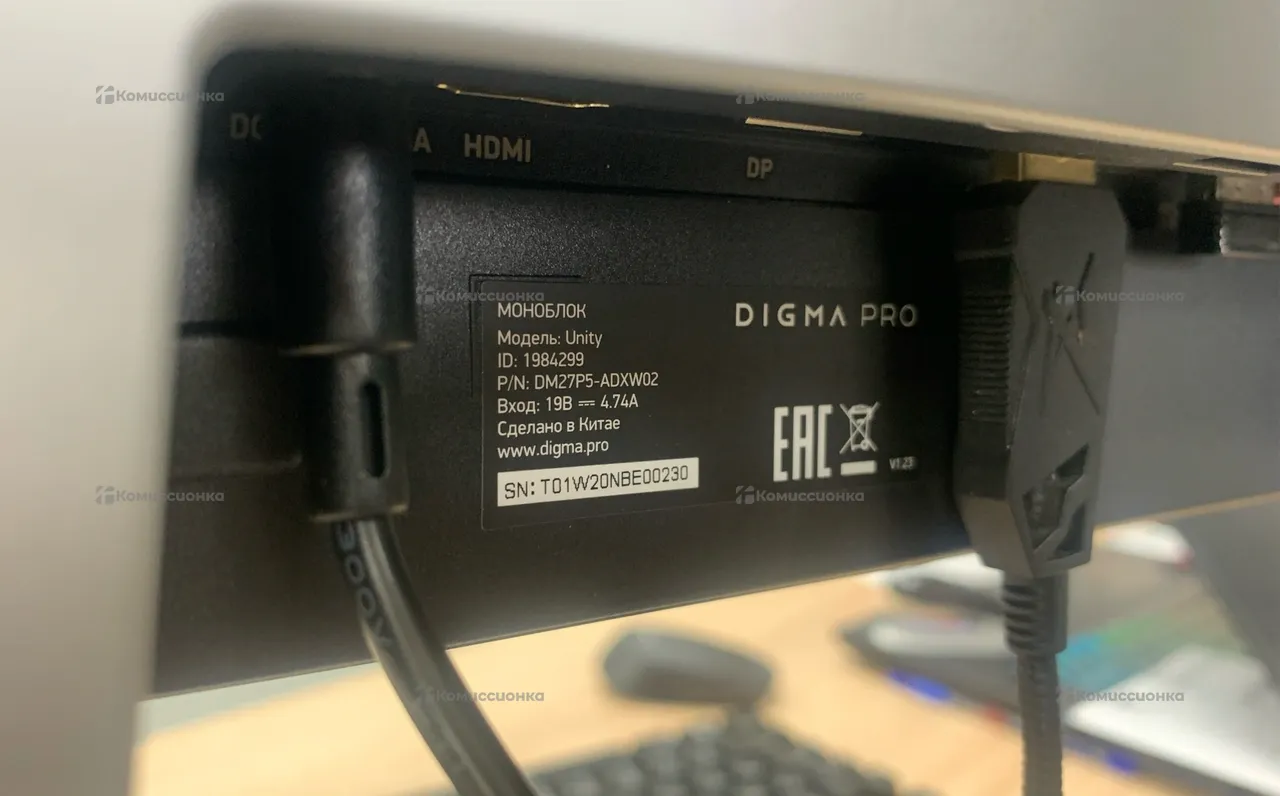 HDMI
DP
МОНОБЛОК
Модель: Unity
ID: 1984299
P/N: DM27P5-ADXW02
Вход: 19В ⎓ 4.74А
Сделано в Китае
www.digma.pro
SN: T01W20NBE00230
DIGMA PRO
EAC
V1.23
300V
Комиссионка
Комиссионка
Комиссионка
Комиссионка
Комиссионка
Комиссионка
Комиссионка
Комиссионка